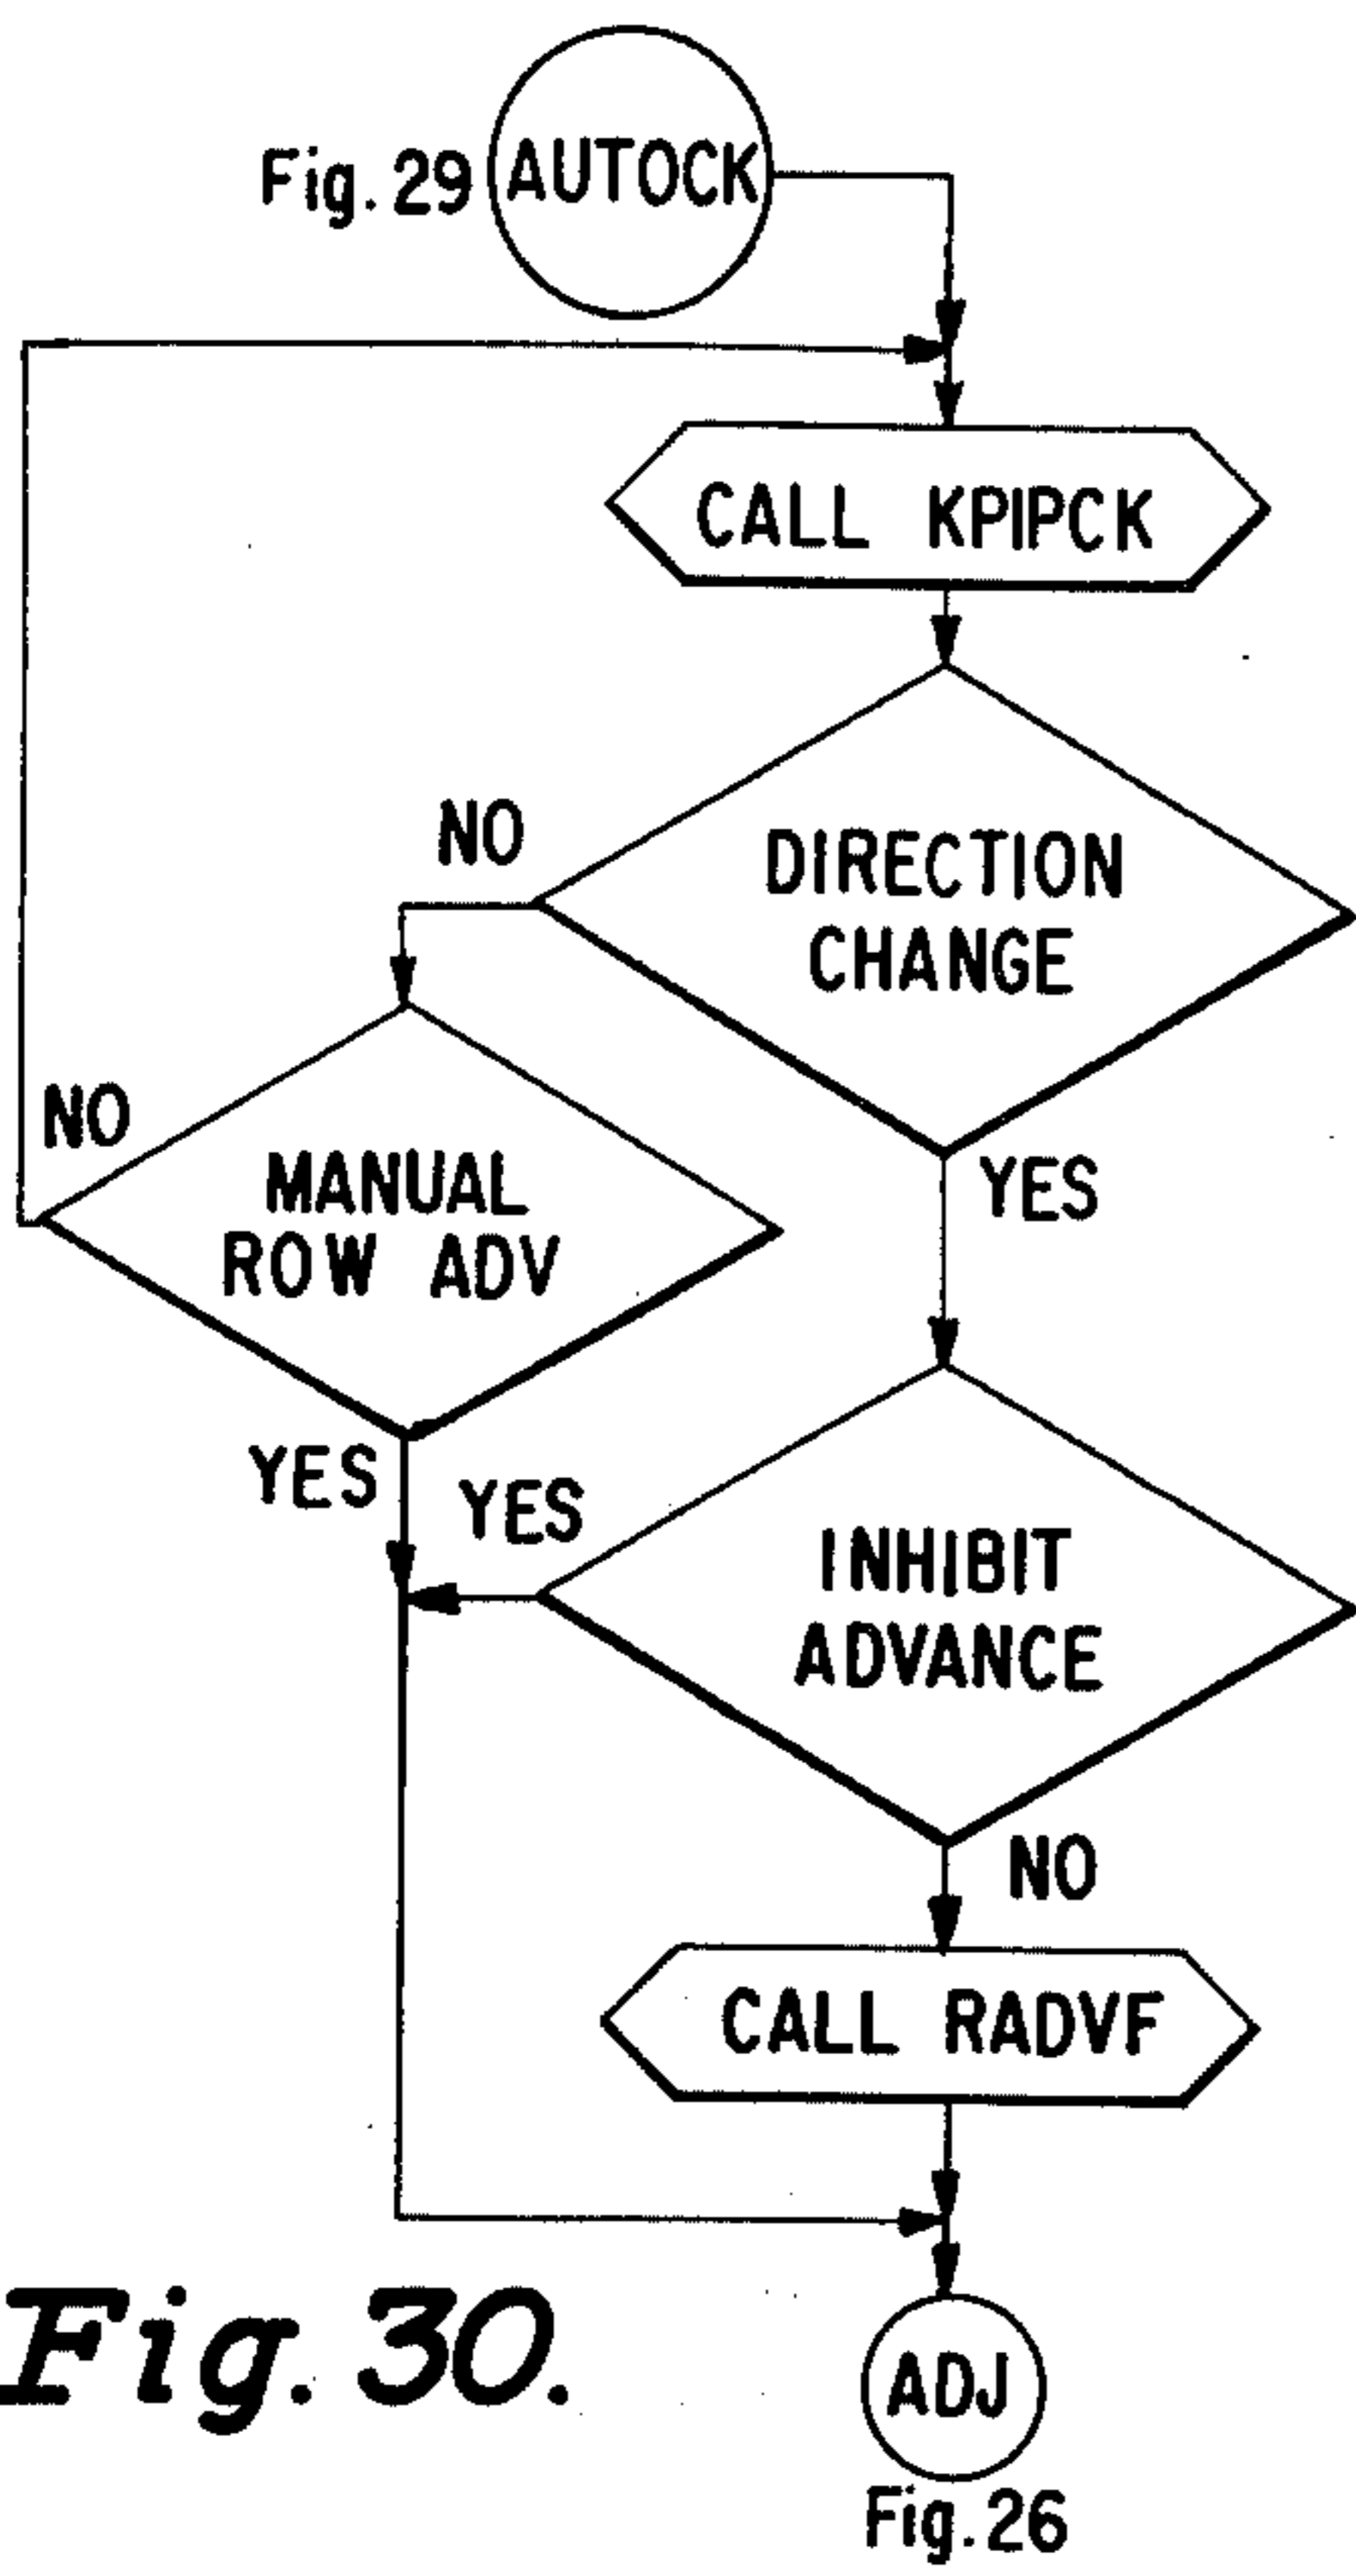 Fig. 29
AUTOCK
CALL KPIPCK
NO
DIRECTION
CHANGE
NO
MANUAL
ROW ADV
YES
YES
YES
INHIBIT
ADVANCE
NO
CALL RADVF
Fig. 30.
ADJ
Fig. 26